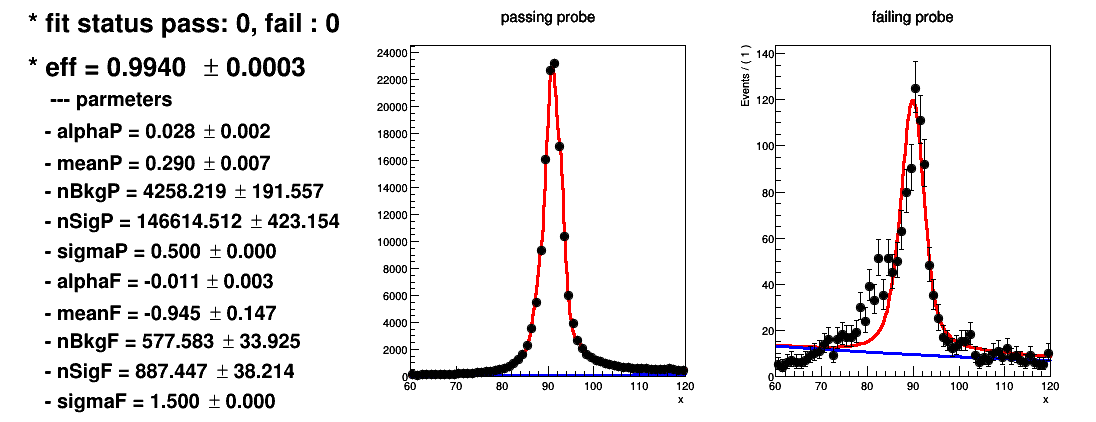 * fit status pass: 0, fail : 0
* eff = 0.9940 ± 0.0003
--- parmeters
- alphaP = 0.028 ± 0.002
- meanP = 0.290 ± 0.007
- nBkgP = 4258.219 ± 191.557
- nSigP = 146614.512 ± 423.154
- sigmaP = 0.500 ± 0.000
- alphaF = -0.011 ± 0.003
- meanF = -0.945 ± 0.147
- nBkgF = 577.583 ± 33.925
- nSigF = 887.447 ± 38.214
- sigmaF = 1.500 ± 0.000
passing probe
24000
22000
20000
18000
16000
14000
12000
10000
8000
6000
4000
2000
0
60 70 80 90 100 110 120
x
failing probe
Events / ( 1 )
140
120
100
80
60
40
20
0
60 70 80 90 100 110 120
x